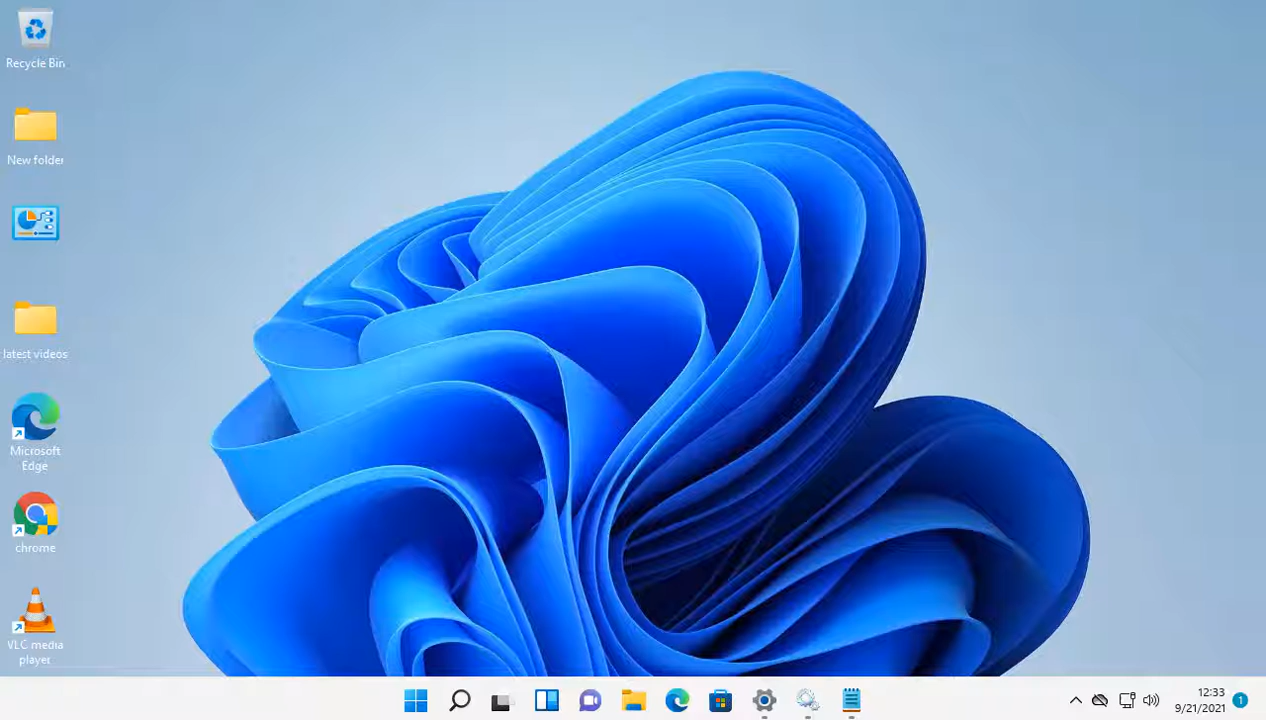 Recycle Bin
New folder
latest videos
Microsoft
Edge
chrome
VLC media
player
12:33
9/21/2021
1